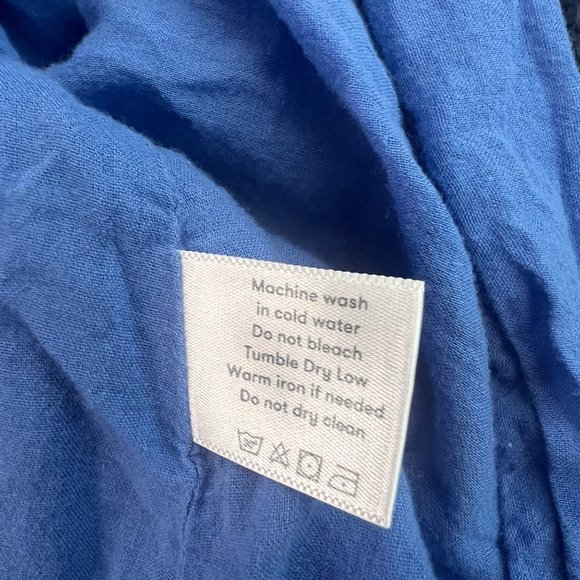 Machine wash
in cold water
Do not bleach
Tumble Dry Low
Warm iron if needed
Do not dry clean